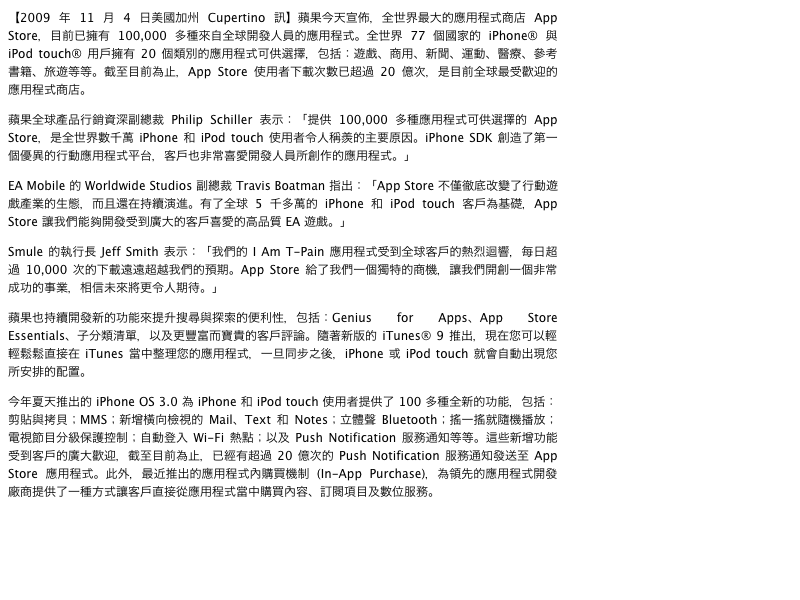 【2009 年 11 月 4 日美國加州 Cupertino 訊】蘋果今天宣佈，全世界最大的應用程式商店 App
Store，目前已擁有 100,000 多種來自全球開發人員的應用程式。全世界 77 個國家的 iPhone® 與
iPod touch® 用戶擁有 20 個類別的應用程式可供選擇，包括：遊戲、商用、新聞、運動、醫療、參考
書籍、旅遊等等。截至目前為止，App Store 使用者下載次數已超過 20 億次，是目前全球最受歡迎的
應用程式商店。
蘋果全球產品行銷資深副總裁 Philip Schiller 表示：「提供 100,000 多種應用程式可供選擇的 App
Store，是全世界數千萬 iPhone 和 iPod touch 使用者令人稱羨的主要原因。iPhone SDK 創造了第一
個優異的行動應用程式平台，客戶也非常喜愛開發人員所創作的應用程式。」
EA Mobile 的 Worldwide Studios 副總裁 Travis Boatman 指出：「App Store 不僅徹底改變了行動遊
戲產業的生態，而且還在持續演進。有了全球 5 千多萬的 iPhone 和 iPod touch 客戶為基礎，App
Store 讓我們能夠開發受到廣大的客戶喜愛的高品質 EA 遊戲。」
Smule 的執行長 Jeff Smith 表示：「我們的 I Am T-Pain 應用程式受到全球客戶的熱烈迴響，每日超
過 10,000 次的下載遠遠超越我們的預期。App Store 給了我們一個獨特的商機，讓我們開創一個非常
成功的事業，相信未來將更令人期待。」
蘋果也持續開發新的功能來提升搜尋與探索的便利性，包括：Genius for Apps、App Store
Essentials、子分類清單，以及更豐富而寶貴的客戶評論。隨著新版的 iTunes® 9 推出，現在您可以輕
輕鬆鬆直接在 iTunes 當中整理您的應用程式，一旦同步之後，iPhone 或 iPod touch 就會自動出現您
所安排的配置。
今年夏天推出的 iPhone OS 3.0 為 iPhone 和 iPod touch 使用者提供了 100 多種全新的功能，包括：
剪貼與拷貝；MMS；新增橫向檢視的 Mail、Text 和 Notes；立體聲 Bluetooth；搖一搖就隨機播放；
電視節目分級保護控制；自動登入 Wi-Fi 熱點；以及 Push Notification 服務通知等等。這些新增功能
受到客戶的廣大歡迎，截至目前為止，已經有超過 20 億次的 Push Notification 服務通知發送至 App
Store 應用程式。此外，最近推出的應用程式內購買機制 (In-App Purchase)，為領先的應用程式開發
廠商提供了一種方式讓客戶直接從應用程式當中購買內容、訂閱項目及數位服務。